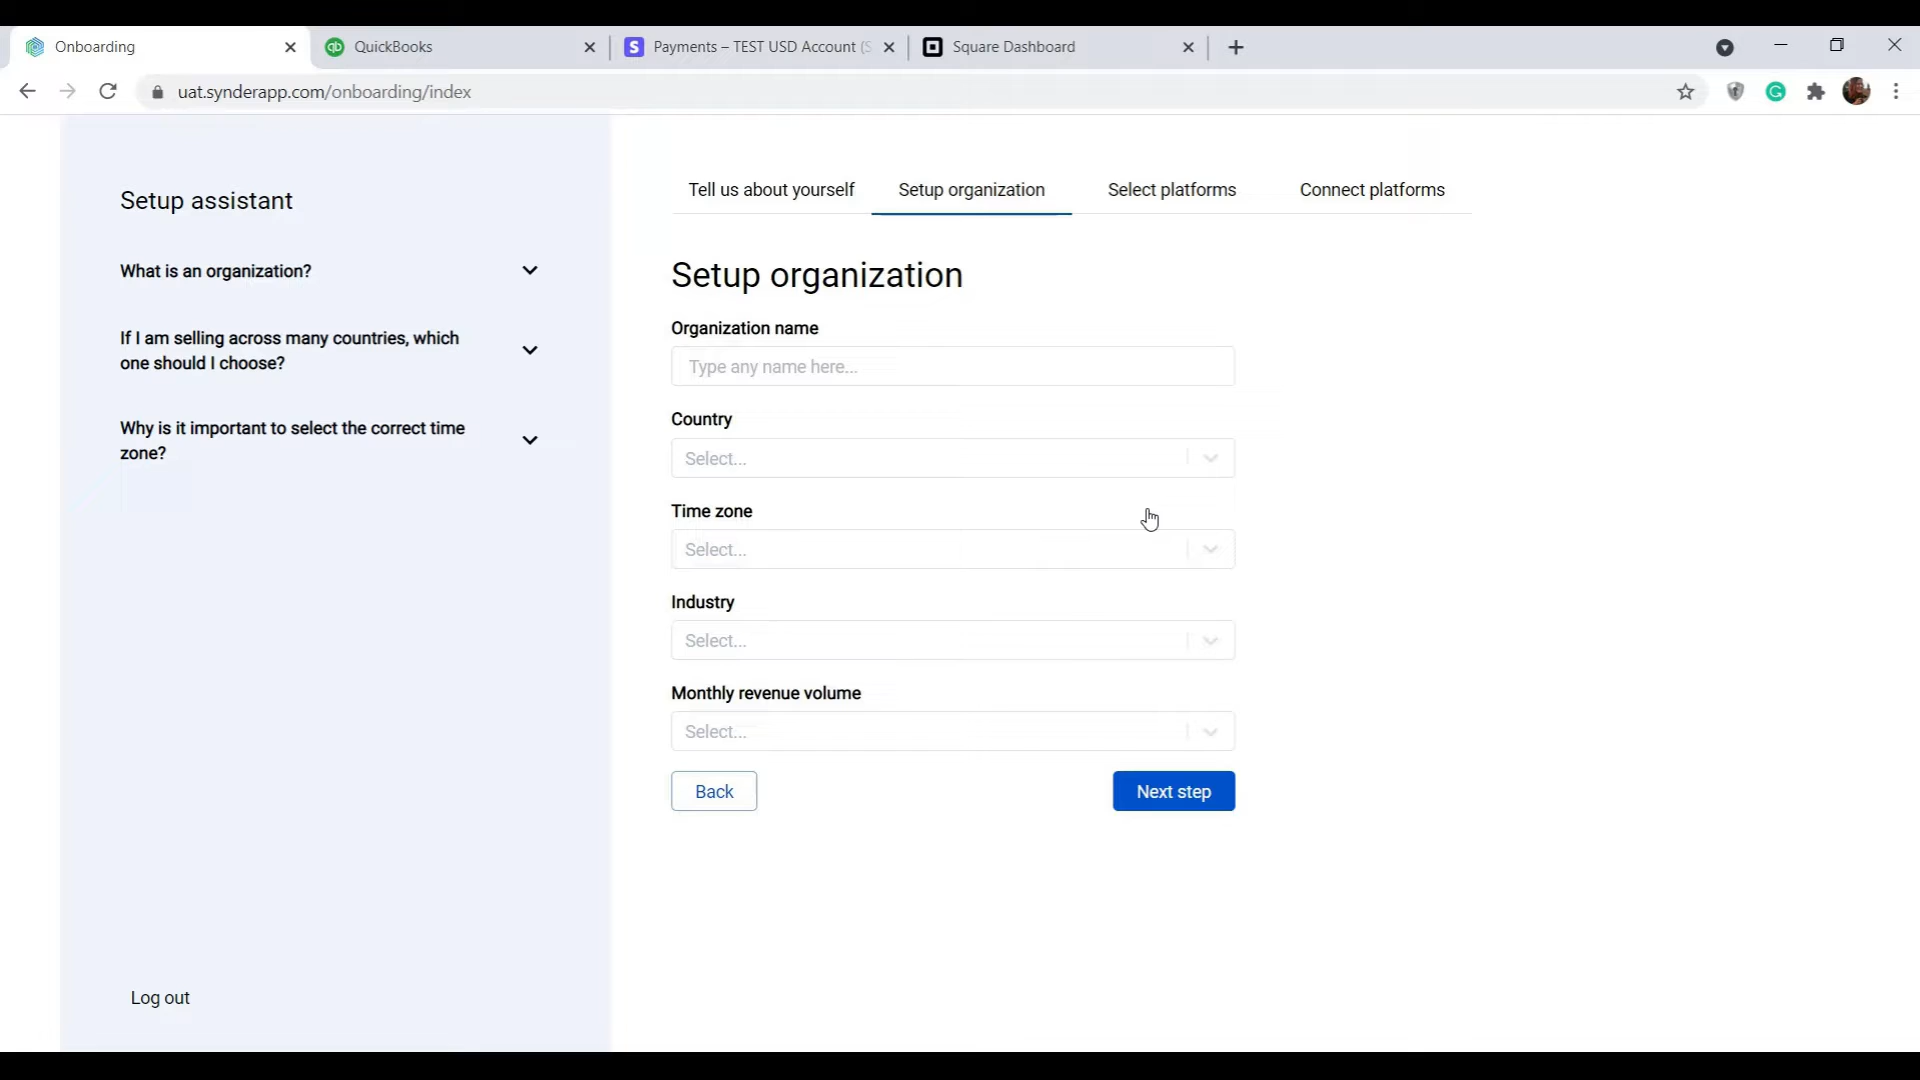 Onboarding
QuickBooks
Payments – TEST USD Account (S
Square Dashboard
uat.synderapp.com/onboarding/index
Setup assistant
What is an organization?
If I am selling across many countries, which
one should I choose?
Why is it important to select the correct time
zone?
Log out
Tell us about yourself
Setup organization
Select platforms
Connect platforms
Setup organization
Organization name
Type any name here...
Country
Select...
Time zone
Select...
Industry
Select...
Monthly revenue volume
Select...
Back
Next step